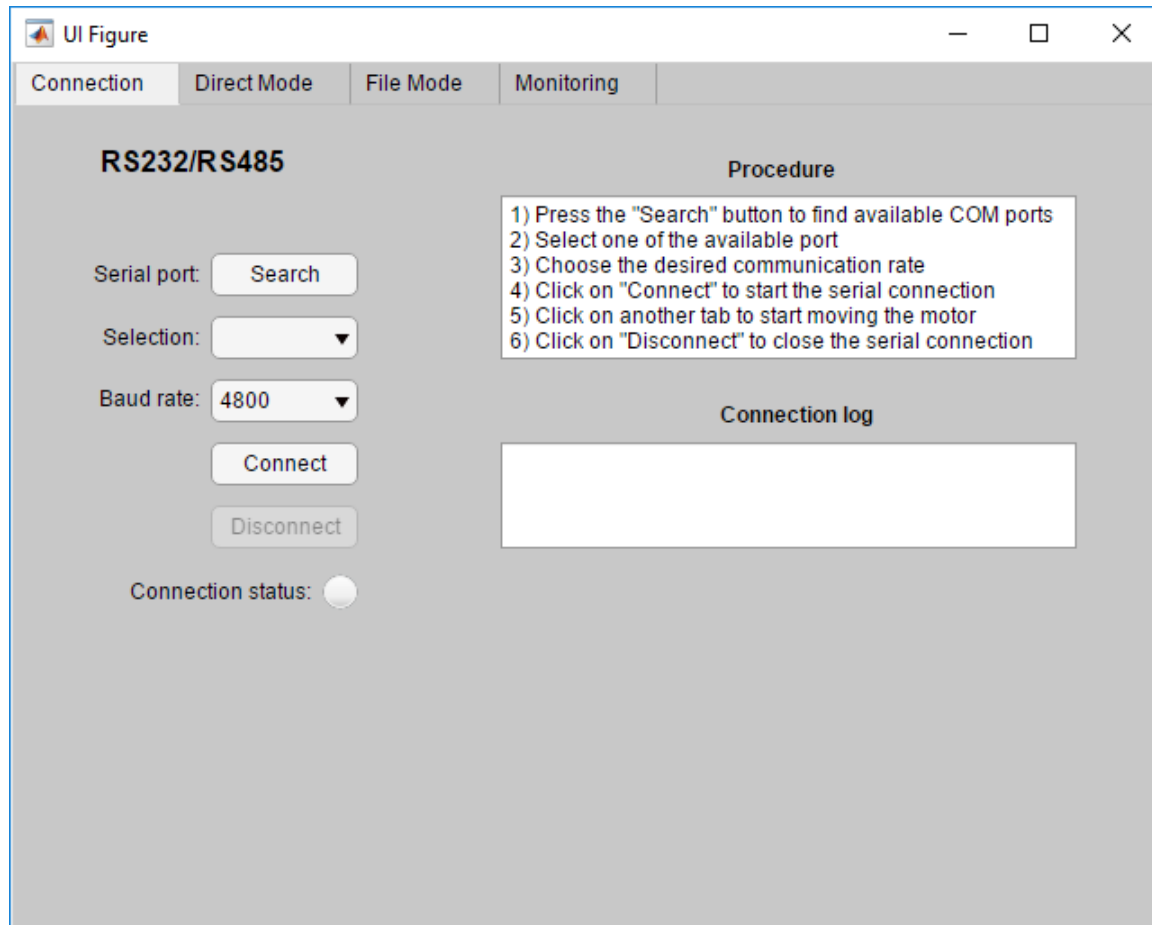 UI Figure
Connection
Direct Mode
File Mode
Monitoring
RS232/RS485
Serial port:
Search
Selection:
Baud rate:
4800
Connect
Disconnect
Connection status:
Procedure
1) Press the "Search" button to find available COM ports
2) Select one of the available port
3) Choose the desired communication rate
4) Click on "Connect" to start the serial connection
5) Click on another tab to start moving the motor
6) Click on "Disconnect" to close the serial connection
Connection log